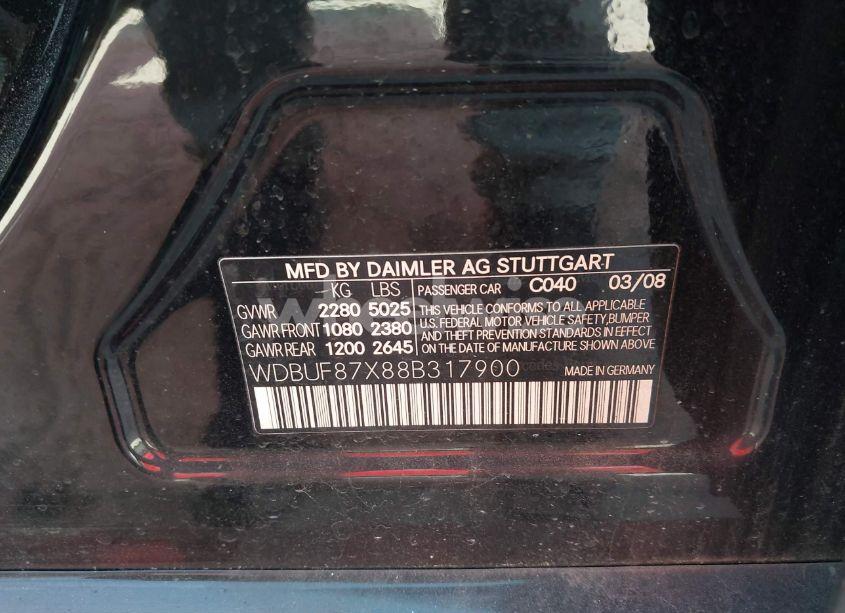 MFD BY DAIMLER AG STUTTGART
KG LBS PASSENGER CAR C040 03/08
GVWR 2280 5025
GAWR FRONT 1080 2380
GAWR REAR 1200 2645
THIS VEHICLE CONFORMS TO ALL APPLICABLE
U.S. FEDERAL MOTOR VEHICLE SAFETY,BUMPER
AND THEFT PREVENTION STANDARDS IN EFFECT
ON THE DATE OF MANUFACTURE SHOWN ABOVE
WDBUF87X88B317900 MADE IN GERMANY